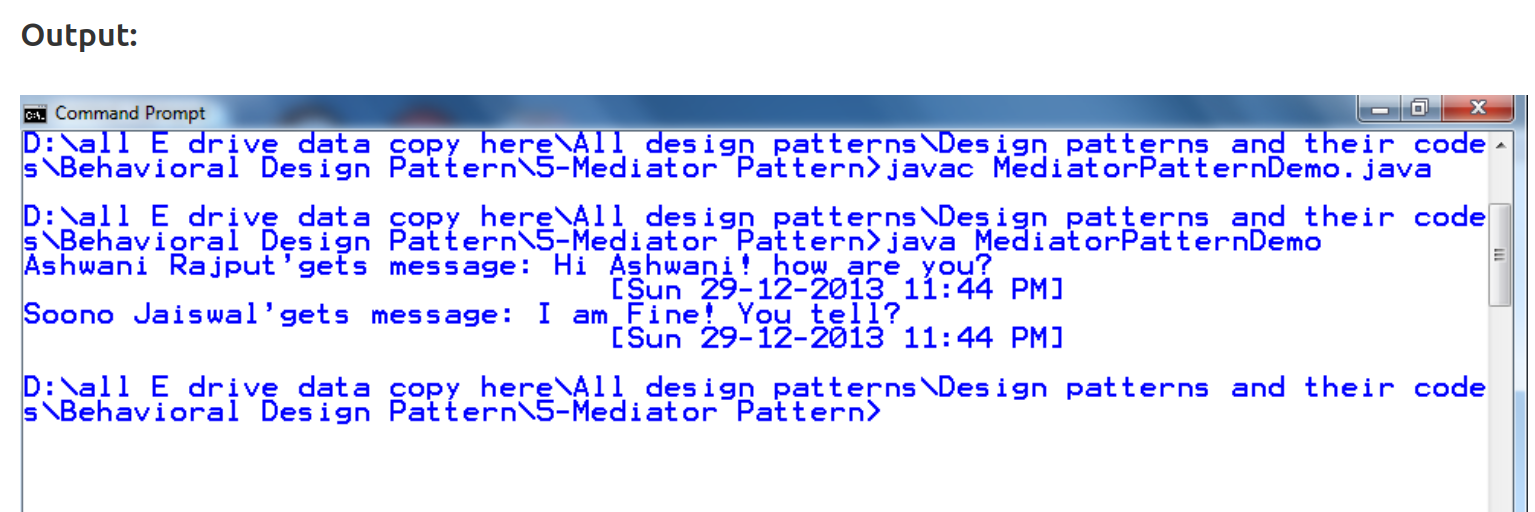 Output:
Command Prompt
D:\all E drive data copy here\All design patterns\Design patterns and their code
s\Behavioral Design Pattern\5-Mediator Pattern>javac MediatorPatternDemo.java
D:\all E drive data copy here\All design patterns\Design patterns and their code
s\Behavioral Design Pattern\5-Mediator Pattern>java MediatorPatternDemo
Ashwani Rajput'gets message: Hi Ashwani! how are you?
[Sun 29-12-2013 11:44 PM]
Soono Jaiswal'gets message: I am Fine! You tell?
[Sun 29-12-2013 11:44 PM]
D:\all E drive data copy here\All design patterns\Design patterns and their code
s\Behavioral Design Pattern\5-Mediator Pattern>